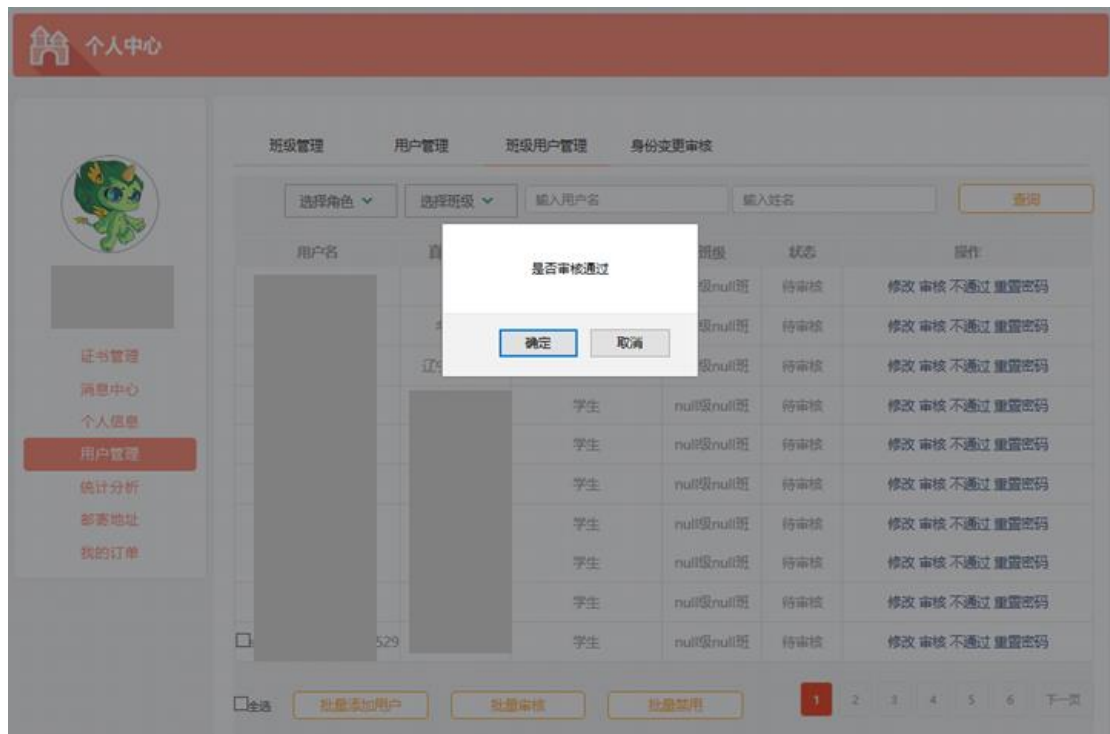 个人中心
班级管理 用户管理 班级用户管理 身份变更审核
选择角色 选择班级 输入用户名 输入姓名 查询
用户名 班级 状态 操作
是否审核通过
确定 取消
级null班 待审核 修改 审核 不通过 重置密码
级null班 待审核 修改 审核 不通过 重置密码
级null班 待审核 修改 审核 不通过 重置密码
学生 null级null班 待审核 修改 审核 不通过 重置密码
学生 null级null班 待审核 修改 审核 不通过 重置密码
学生 null级null班 待审核 修改 审核 不通过 重置密码
学生 null级null班 待审核 修改 审核 不通过 重置密码
学生 null级null班 待审核 修改 审核 不通过 重置密码
学生 null级null班 待审核 修改 审核 不通过 重置密码
529 学生 null级null班 待审核 修改 审核 不通过 重置密码
全选 批量添加用户 批量审核 批量禁用 1 2 3 4 5 6 下一页
证书管理
消息中心
个人信息
用户管理
统计分析
邮寄地址
我的订单